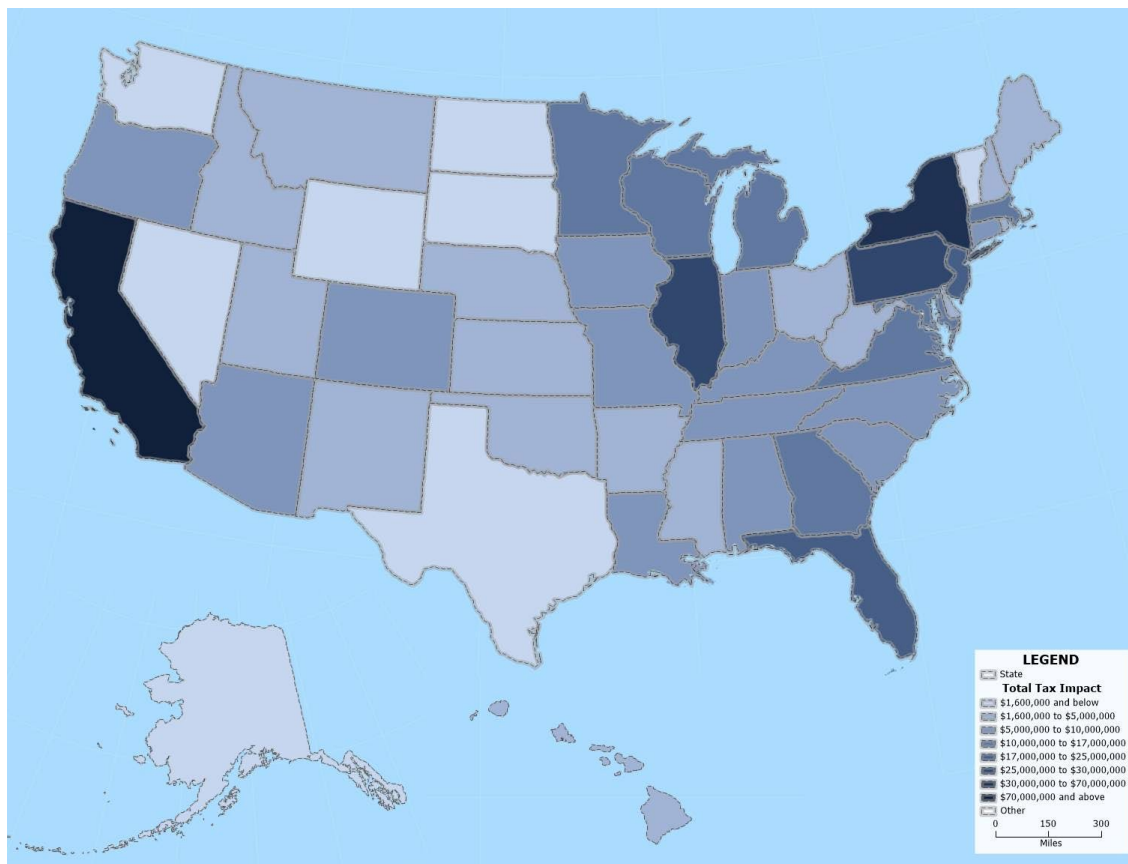 LEGEND
State
Total Tax Impact
$1,600,000 and below
$1,600,000 to $5,000,000
$5,000,000 to $10,000,000
$10,000,000 to $17,000,000
$17,000,000 to $25,000,000
$25,000,000 to $30,000,000
$30,000,000 to $70,000,000
$70,000,000 and above
Other
0 150 300
Miles